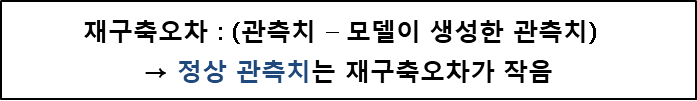 재구축오차 : (관측치 – 모델이 생성한 관측치)
→ 정상 관측치는 재구축오차가 작음